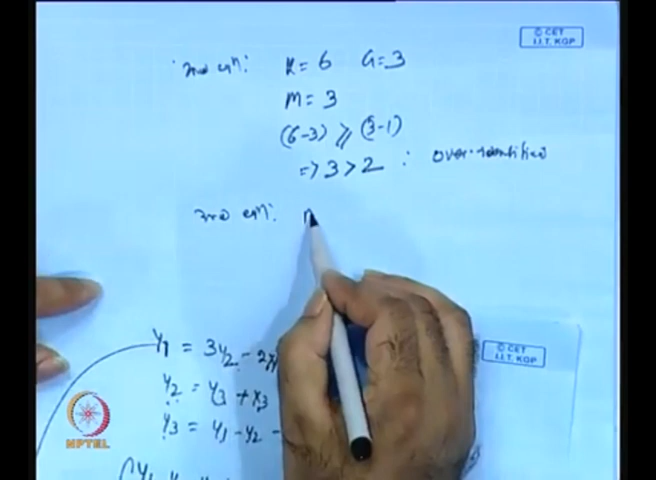 © CET
I.I.T. KGP
2nd eqn: K = 6 G = 3
M = 3
(6-3) ≥ (3-1)
=> 3 > 2 : over-identified
3rd eqn:
© CET
I.I.T. KGP
Y1 = 3Y2 - 2X
Y2 = Y3 + X3
Y3 = Y1 - Y2 -
NPTEL